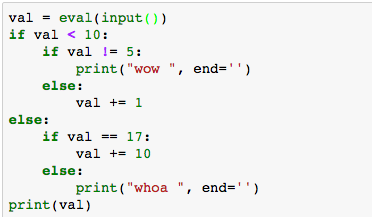 val = eval(input())
if val < 10:
    if val != 5:
        print("wow ", end='')
    else:
        val += 1
else:
    if val == 17:
        val += 10
    else:
        print("whoa ", end='')
print(val)